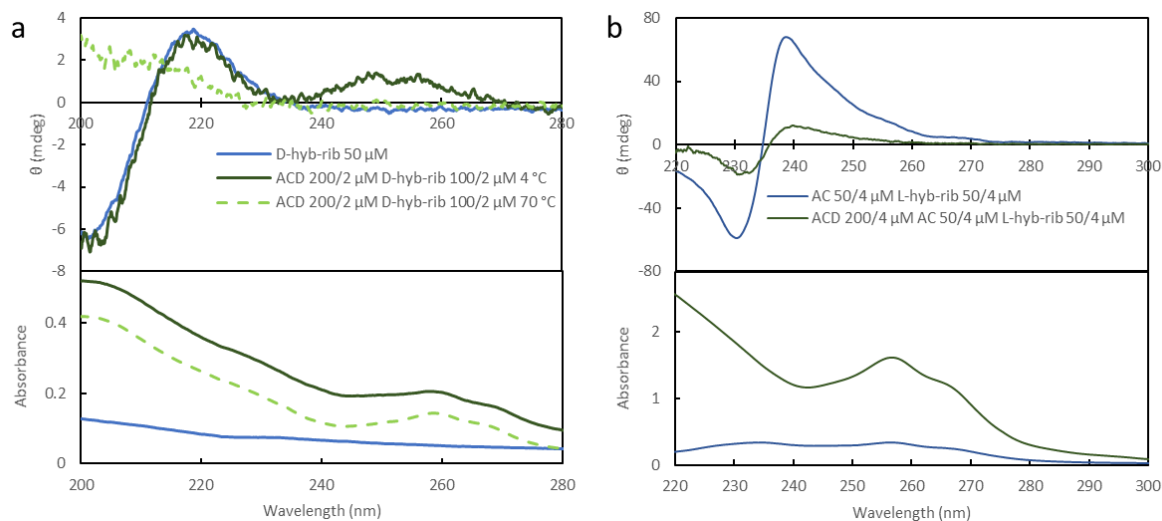 a
θ (mdeg)
4
2
0
-2
-4
-6
-8
200 220 240 260 280
D-hyb-rib 50 µM
ACD 200/2 µM D-hyb-rib 100/2 µM 4 °C
ACD 200/2 µM D-hyb-rib 100/2 µM 70 °C
Absorbance
0.4
0.2
0
200 220 240 260 280
Wavelength (nm)
b
θ (mdeg)
80
40
0
-40
-80
220 230 240 250 260 270 280 290 300
AC 50/4 µM L-hyb-rib 50/4 µM
ACD 200/4 µM AC 50/4 µM L-hyb-rib 50/4 µM
Absorbance
2
1
0
220 230 240 250 260 270 280 290 300
Wavelength (nm)